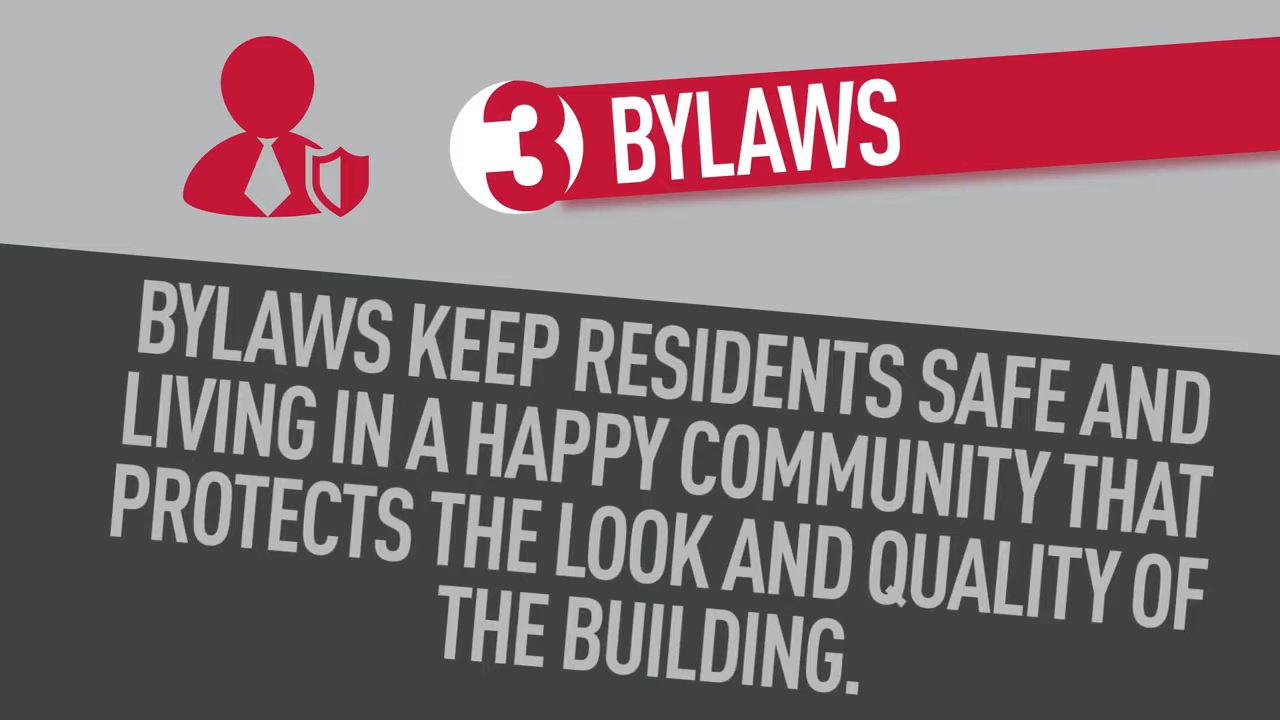 3 BYLAWS
BYLAWS KEEP RESIDENTS SAFE AND
LIVING IN A HAPPY COMMUNITY THAT
PROTECTS THE LOOK AND QUALITY OF
THE BUILDING.